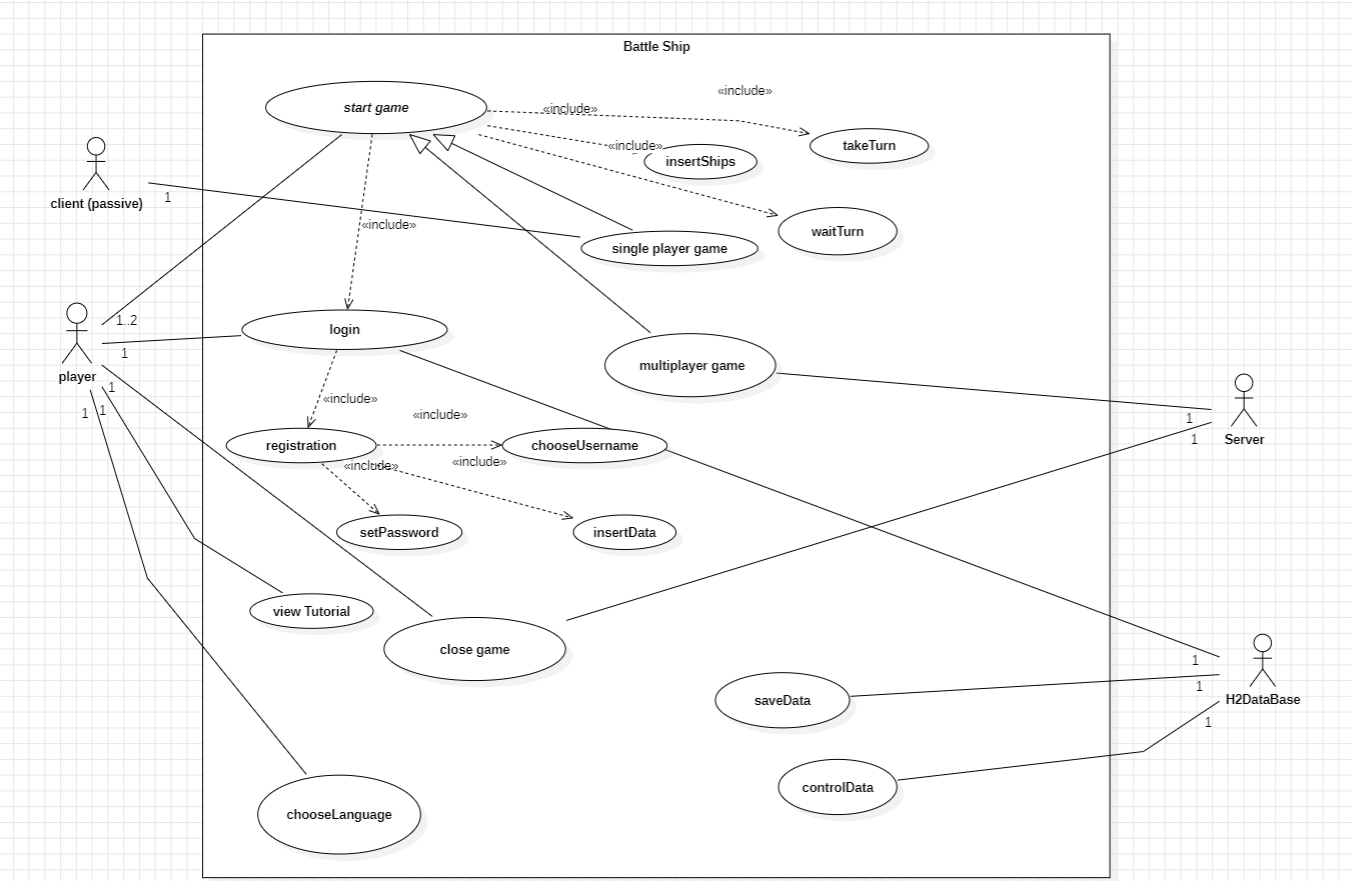 Battle Ship
«include»
start game
«include»
takeTurn
«include»
insertShips
client (passive)
1
«include»
waitTurn
single player game
1..2
login
1
player
multiplayer game
1
1
1
«include»
«include»
1
1
Server
registration
chooseUsername
«include»
«include»
setPassword
insertData
view Tutorial
close game
1
1
H2DataBase
saveData
1
controlData
chooseLanguage